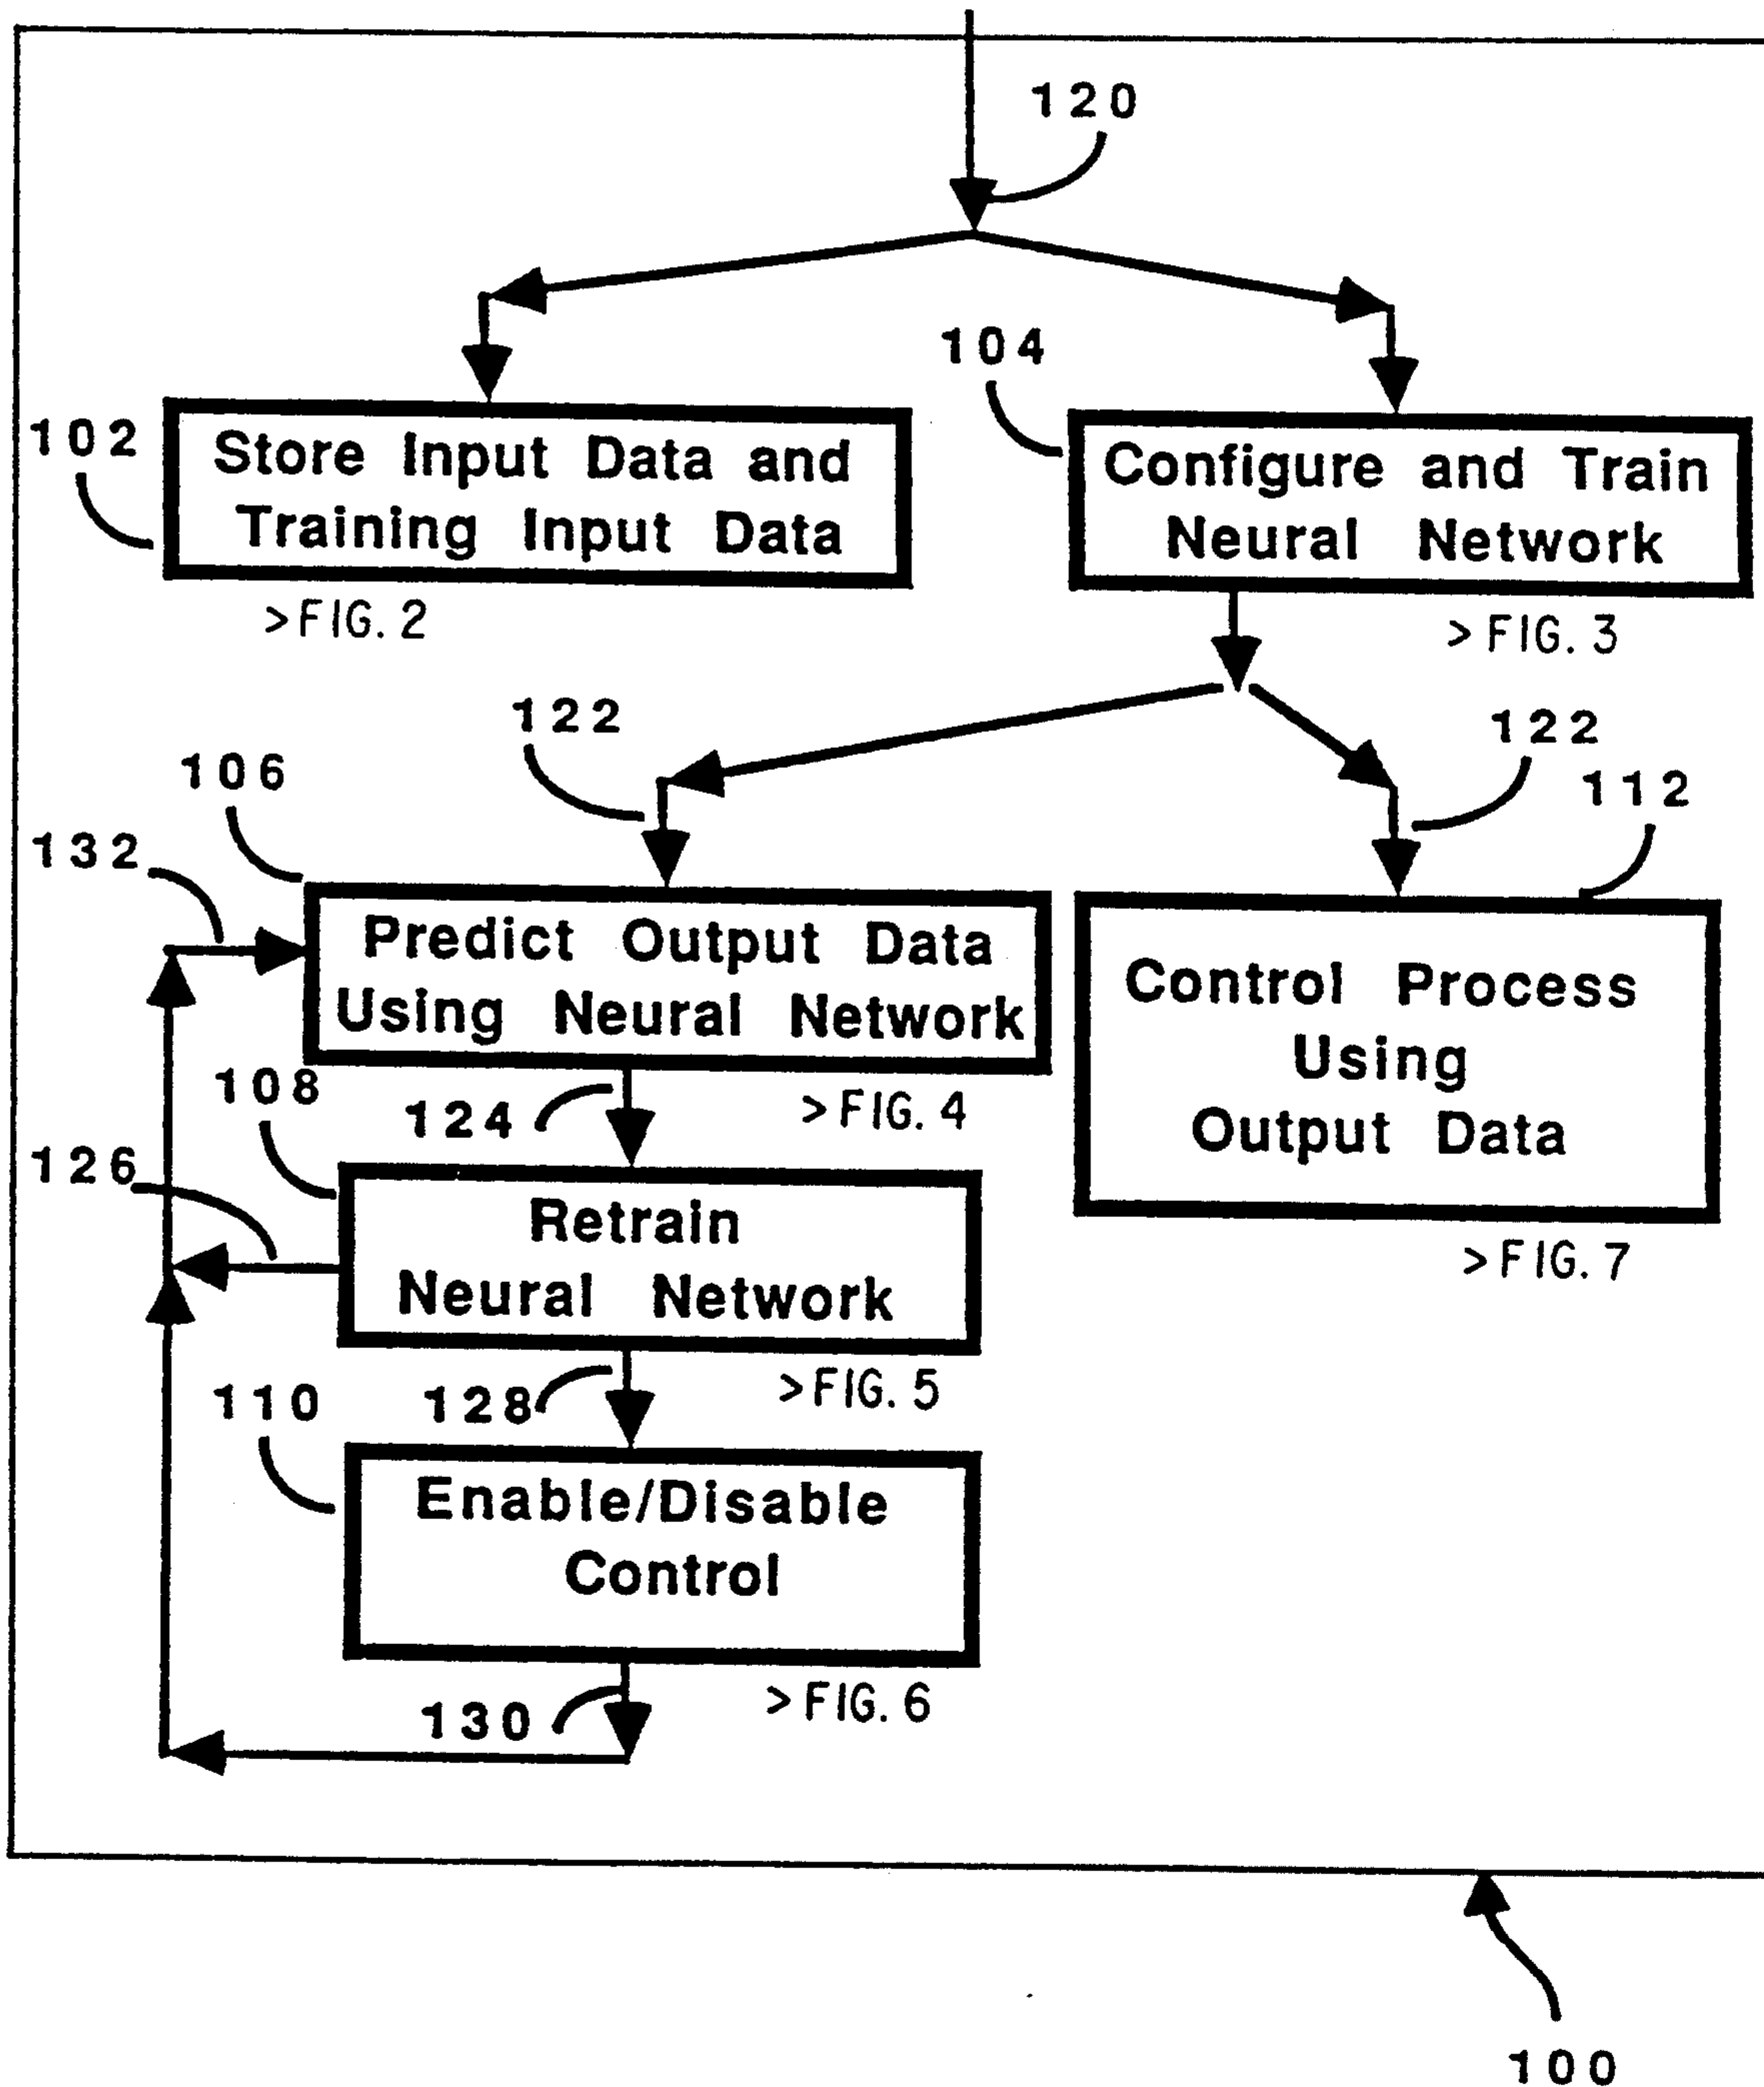 120
104
102
Store Input Data and
Training Input Data
>FIG. 2
Configure and Train
Neural Network
>FIG. 3
122
122
106
112
132
Predict Output Data
Using Neural Network
>FIG. 4
Control Process
Using
Output Data
>FIG. 7
108
124
126
Retrain
Neural Network
>FIG. 5
110
128
Enable/Disable
Control
>FIG. 6
130
100